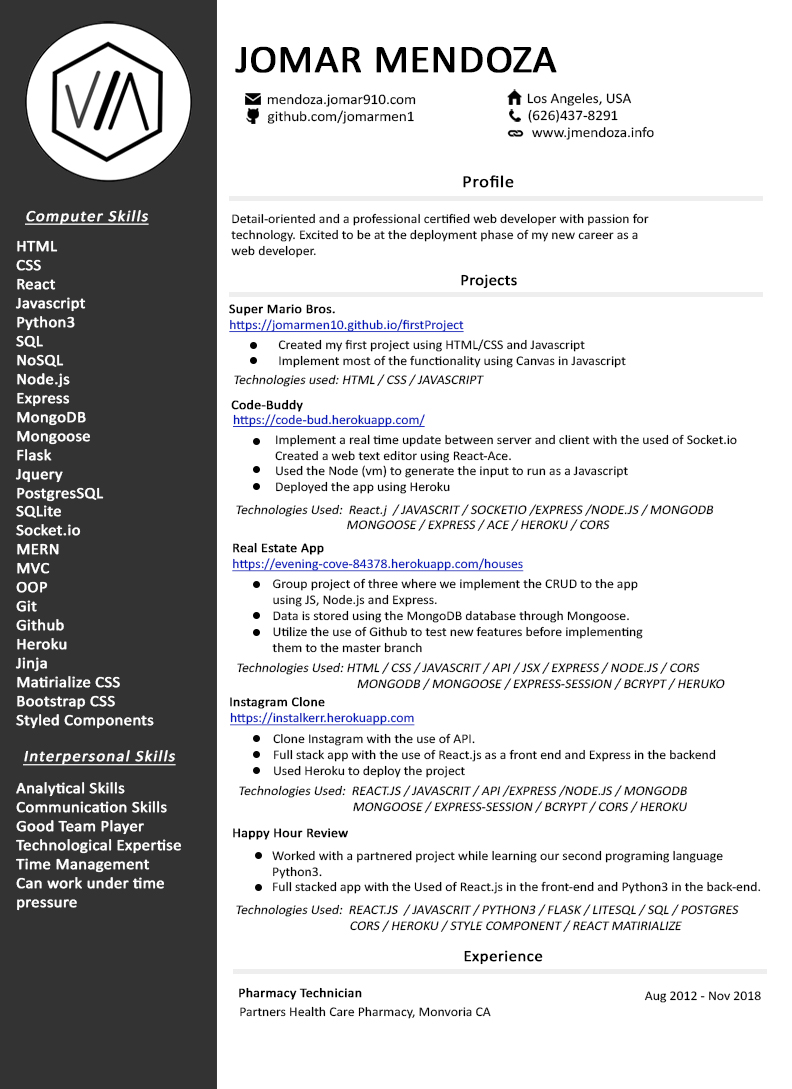 JOMAR MENDOZA
mendoza.jomar910.com
github.com/jomarmen1
Los Angeles, USA
(626)437-8291
www.jmendoza.info
Computer Skills
HTML
CSS
React
Javascript
Python3
SQL
NoSQL
Node.js
Express
MongoDB
Mongoose
Flask
Jquery
PostgresSQL
SQLite
Socket.io
MERN
MVC
OOP
Git
Github
Heroku
Jinja
Matirialize CSS
Bootstrap CSS
Styled Components
Interpersonal Skills
Analytical Skills
Communication Skills
Good Team Player
Technological Expertise
Time Management
Can work under time
pressure
Profile
Detail-oriented and a professional certified web developer with passion for
technology. Excited to be at the deployment phase of my new career as a
web developer.
Projects
Super Mario Bros.
https://jomarmen10.github.io/firstProject
● Created my first project using HTML/CSS and Javascript
● Implement most of the functionality using Canvas in Javascript
Technologies used: HTML / CSS / JAVASCRIPT
Code-Buddy
https://code-bud.herokuapp.com/
● Implement a real time update between server and client with the used of Socket.io
Created a web text editor using React-Ace.
● Used the Node (vm) to generate the input to run as a Javascript
● Deployed the app using Heroku
Technologies Used: React.j / JAVASCRIT / SOCKETIO /EXPRESS /NODE.JS / MONGODB
MONGOOSE / EXPRESS / ACE / HEROKU / CORS
Real Estate App
https://evening-cove-84378.herokuapp.com/houses
● Group project of three where we implement the CRUD to the app
using JS, Node.js and Express.
● Data is stored using the MongoDB database through Mongoose.
● Utilize the use of Github to test new features before implementing
them to the master branch
Technologies Used: HTML / CSS / JAVASCRIT / API / JSX / EXPRESS / NODE.JS / CORS
MONGODB / MONGOOSE / EXPRESS-SESSION / BCRYPT / HERUKO
Instagram Clone
https://instalkerr.herokuapp.com
● Clone Instagram with the use of API.
● Full stack app with the use of React.js as a front end and Express in the backend
● Used Heroku to deploy the project
Technologies Used: REACT.JS / JAVASCRIT / API /EXPRESS /NODE.JS / MONGODB
MONGOOSE / EXPRESS-SESSION / BCRYPT / CORS / HEROKU
Happy Hour Review
● Worked with a partnered project while learning our second programing language
Python3.
● Full stacked app with the Used of React.js in the front-end and Python3 in the back-end.
Technologies Used: REACT.JS / JAVASCRIT / PYTHON3 / FLASK / LITESQL / SQL / POSTGRES
CORS / HEROKU / STYLE COMPONENT / REACT MATIRIALIZE
Experience
Pharmacy Technician
Aug 2012 - Nov 2018
Partners Health Care Pharmacy, Monvoria CA